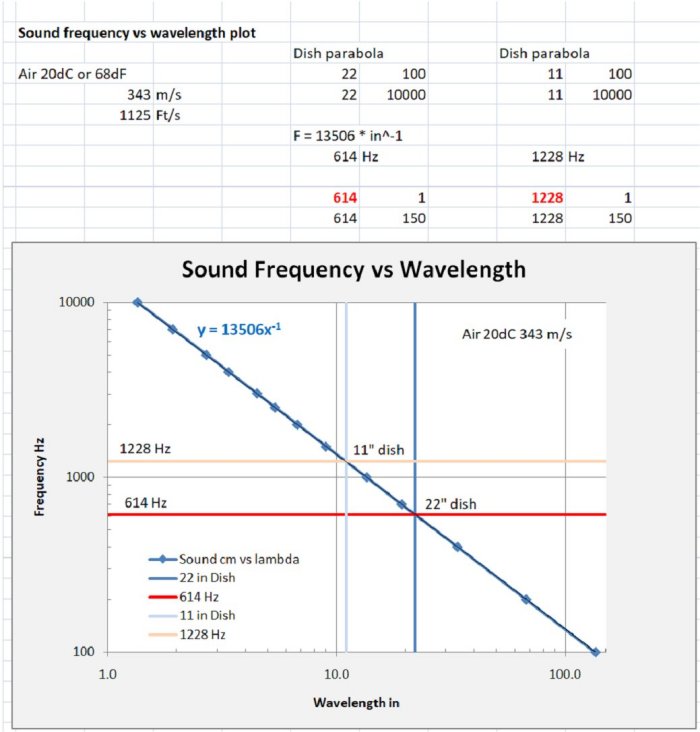 Sound frequency vs wavelength plot
Dish parabola Dish parabola
Air 20dC or 68dF 22 100 11 100
343 m/s 22 10000 11 10000
1125 Ft/s
F = 13506 * in^-1
614 Hz 1228 Hz
614 1 1228 1
614 150 1228 150
Sound Frequency vs Wavelength
10000
y = 13506x-1
Air 20dC 343 m/s
1228 Hz
11" dish
Frequency Hz
1000
614 Hz
22" dish
Sound cm vs lambda
22 in Dish
614 Hz
11 in Dish
1228 Hz
100
1.0 10.0 100.0
Wavelength in